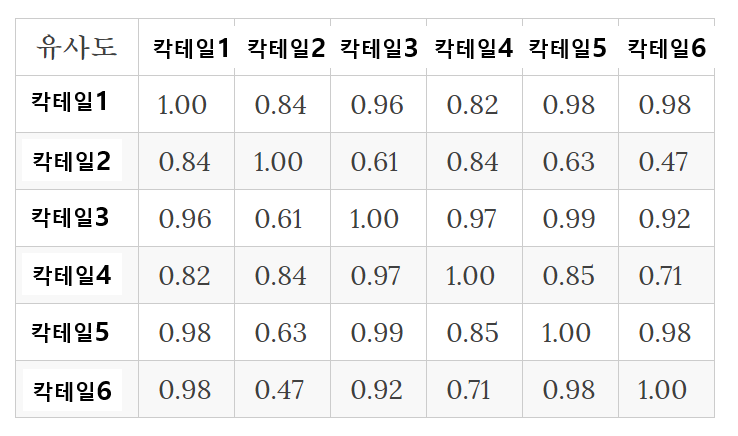 유사도 칵테일1 칵테일2 칵테일3 칵테일4 칵테일5 칵테일6
칵테일1 1.00 0.84 0.96 0.82 0.98 0.98
칵테일2 0.84 1.00 0.61 0.84 0.63 0.47
칵테일3 0.96 0.61 1.00 0.97 0.99 0.92
칵테일4 0.82 0.84 0.97 1.00 0.85 0.71
칵테일5 0.98 0.63 0.99 0.85 1.00 0.98
칵테일6 0.98 0.47 0.92 0.71 0.98 1.00